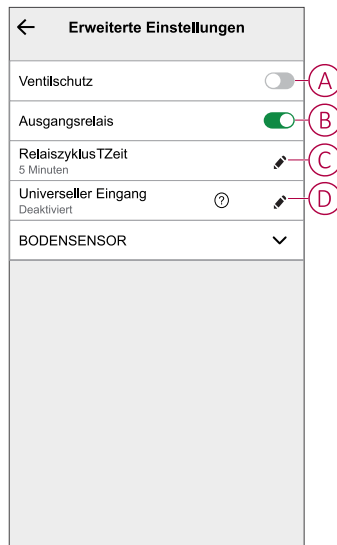 Erweiterte Einstellungen
Ventilschutz
A
Ausgangsrelais
B
RelaiszyklusTZeit
5 Minuten
C
Universeller Eingang
Deaktiviert
?
D
BODENSENSOR